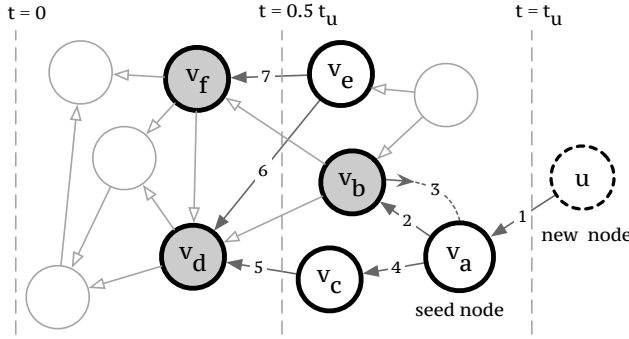 t = 0
t = 0.5 t_u
t = t_u
v_f
7
v_e
6
v_b
3
u
2
1
new node
v_d
5
v_c
4
v_a
seed node